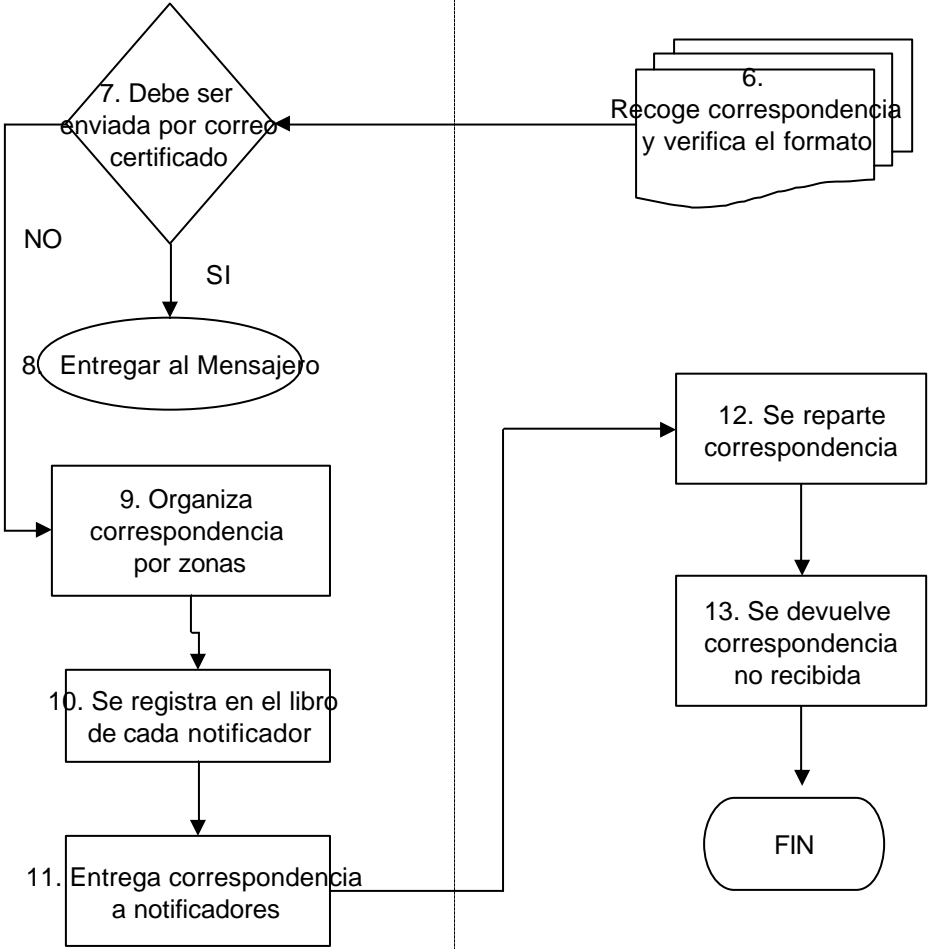 7. Debe ser
enviada por correo
certificado
6.
Recoge correspondencia
y verifica el formato
NO
SI
8. Entregar al Mensajero
9. Organiza
correspondencia
por zonas
10. Se registra en el libro
de cada notificador
11. Entrega correspondencia
a notificadores
12. Se reparte
correspondencia
13. Se devuelve
correspondencia
no recibida
FIN